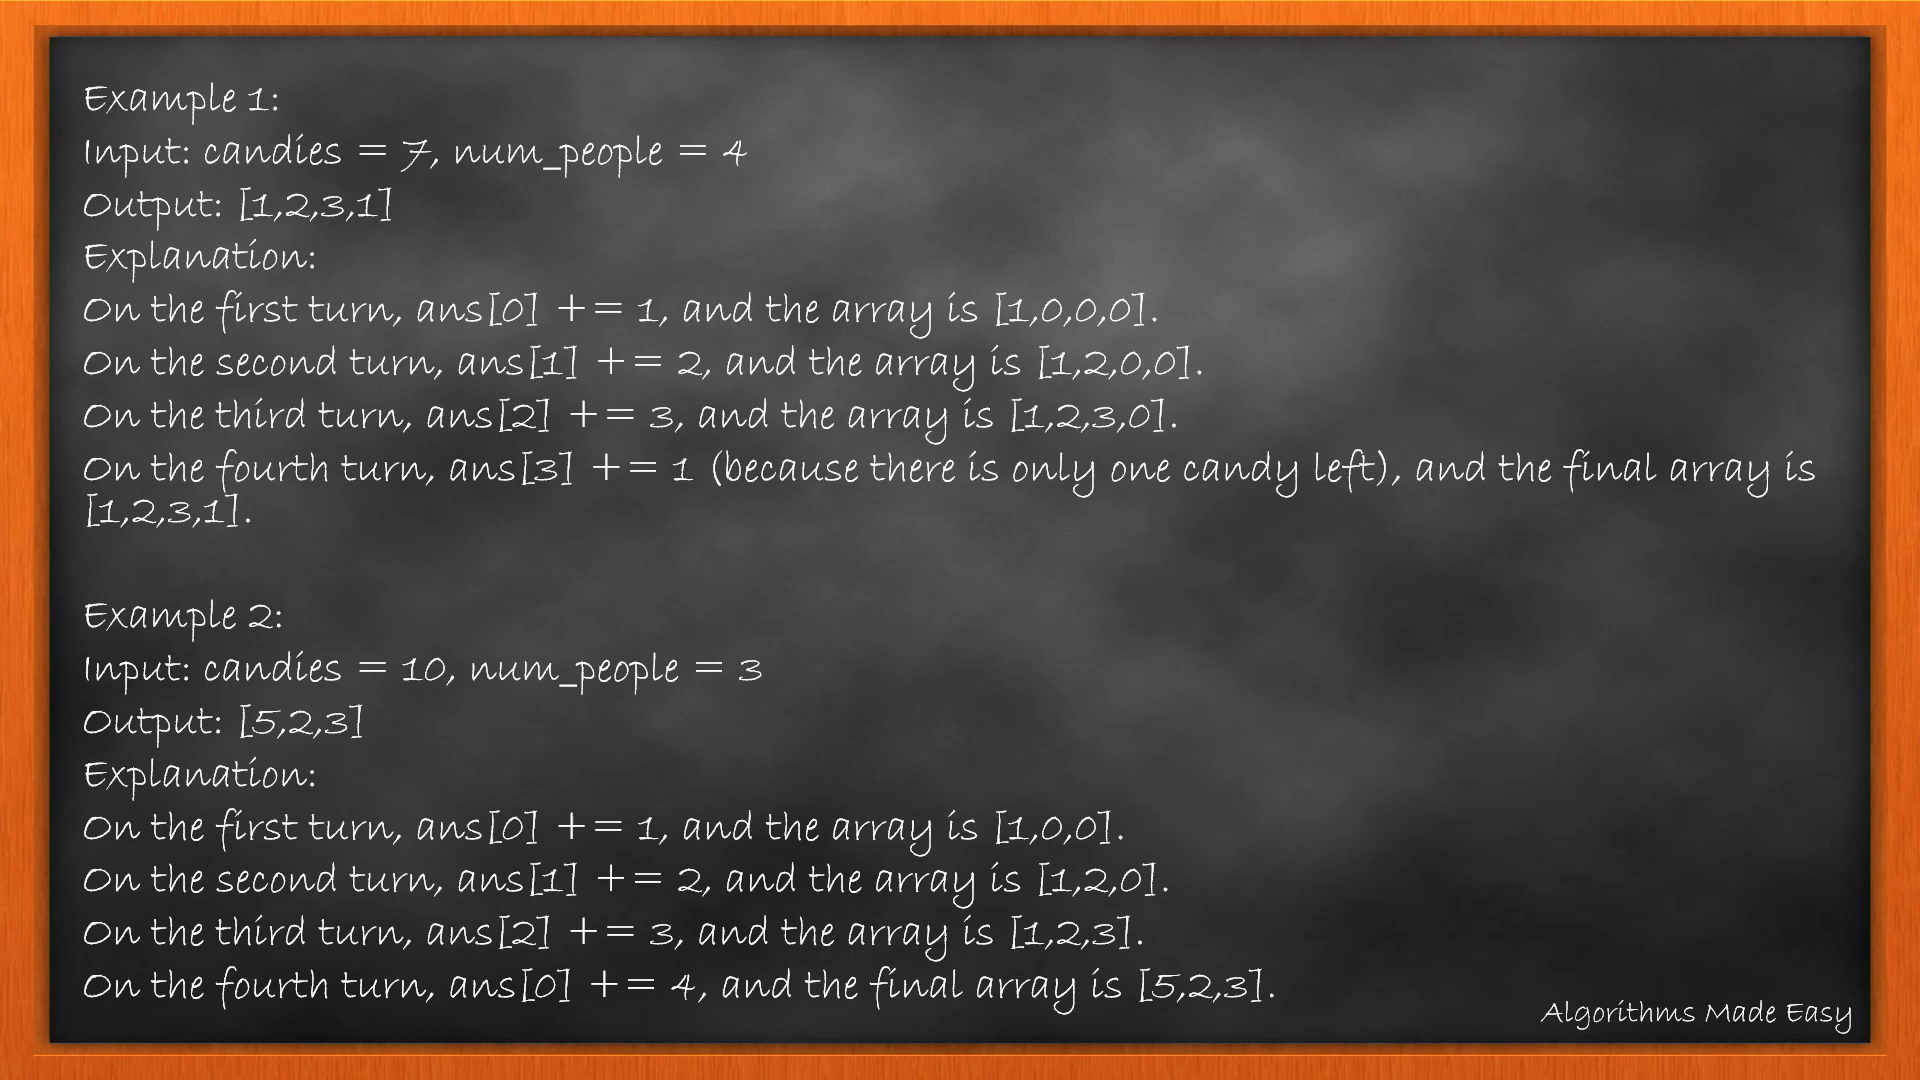 Example 1:
Input: candies = 7, num_people = 4
Output: [1,2,3,1]
Explanation:
On the first turn, ans[0] += 1, and the array is [1,0,0,0].
On the second turn, ans[1] += 2, and the array is [1,2,0,0].
On the third turn, ans[2] += 3, and the array is [1,2,3,0].
On the fourth turn, ans[3] += 1 (because there is only one candy left), and the final array is
[1,2,3,1].
Example 2:
Input: candies = 10, num_people = 3
Output: [5,2,3]
Explanation:
On the first turn, ans[0] += 1, and the array is [1,0,0].
On the second turn, ans[1] += 2, and the array is [1,2,0].
On the third turn, ans[2] += 3, and the array is [1,2,3].
On the fourth turn, ans[0] += 4, and the final array is [5,2,3].
Algorithms Made Easy